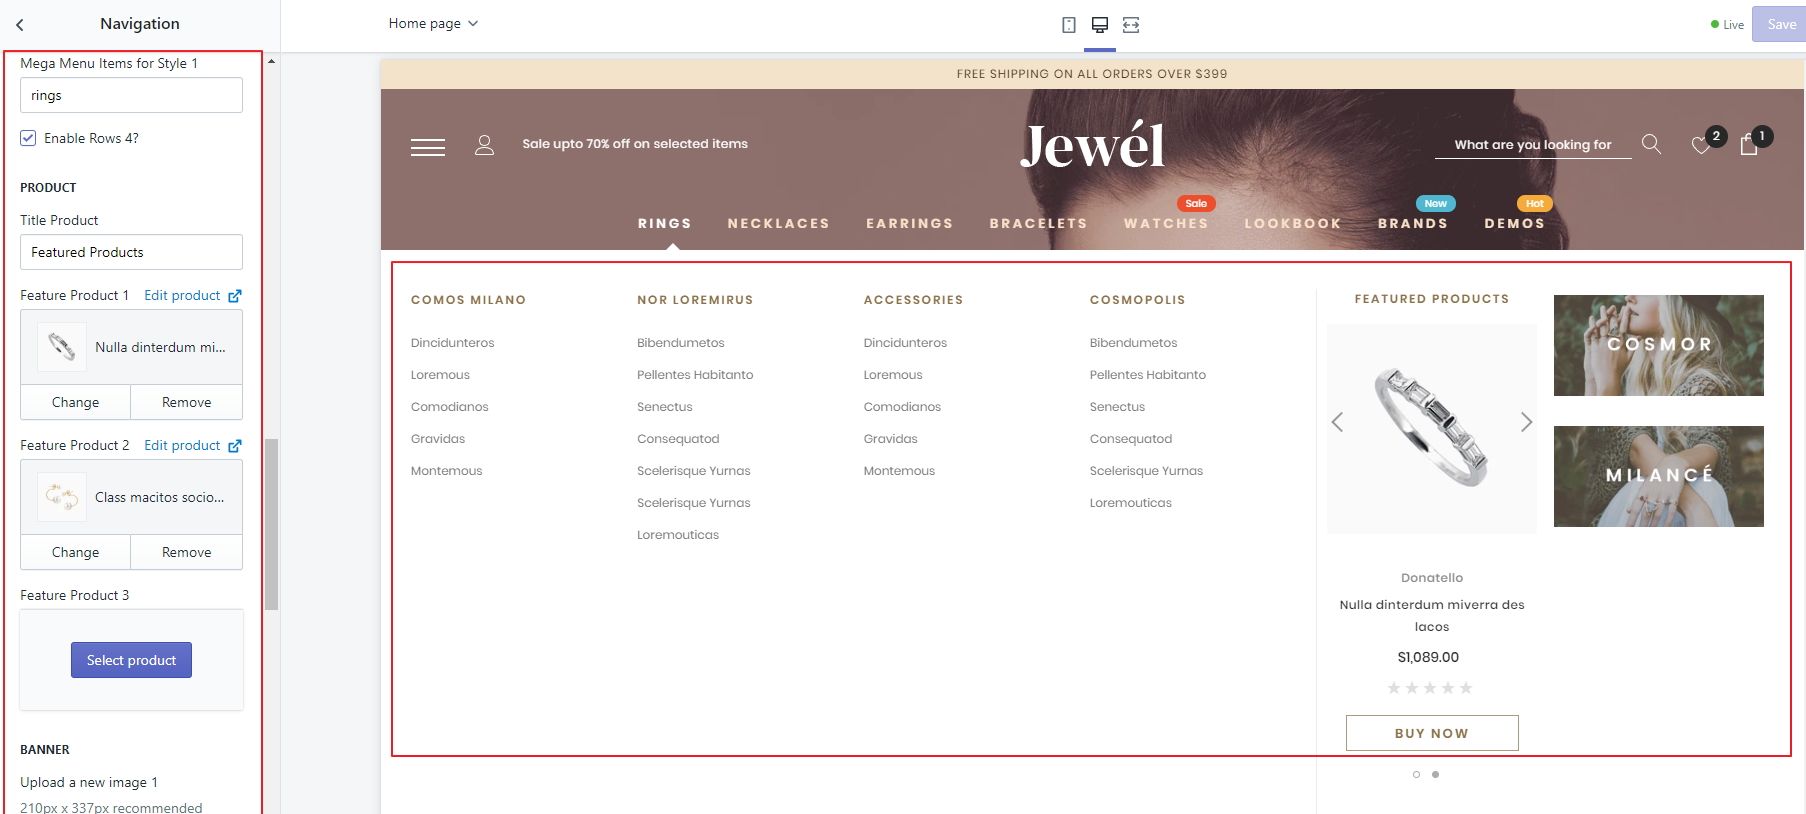 Navigation
Home page
Live
Save
Mega Menu Items for Style 1
rings
Enable Rows 4?
PRODUCT
Title Product
Featured Products
Feature Product 1 Edit product
Nulla dinterdum mi...
Change Remove
Feature Product 2 Edit product
Class macitos socio...
Change Remove
Feature Product 3
Select product
BANNER
Upload a new image 1
210px x 337px recommended
FREE SHIPPING ON ALL ORDERS OVER $399
Sale upto 70% off on selected items
Jewél
What are you looking for
2
1
Sale New Hot
RINGS NECKLACES EARRINGS BRACELETS WATCHES LOOKBOOK BRANDS DEMOS
COMOS MILANO
Dincidunteros
Loremous
Comodianos
Gravidas
Montemous
NOR LOREMIRUS
Bibendumetos
Pellentes Habitanto
Senectus
Consequatod
Scelerisque Yurnas
Scelerisque Yurnas
Loremouticas
ACCESSORIES
Dincidunteros
Loremous
Comodianos
Gravidas
Montemous
COSMOPOLIS
Bibendumetos
Pellentes Habitanto
Senectus
Consequatod
Scelerisque Yurnas
Loremouticas
FEATURED PRODUCTS
Donatello
Nulla dinterdum miverra des
lacos
$1,089.00
BUY NOW
COSMOR
MILANCÉ